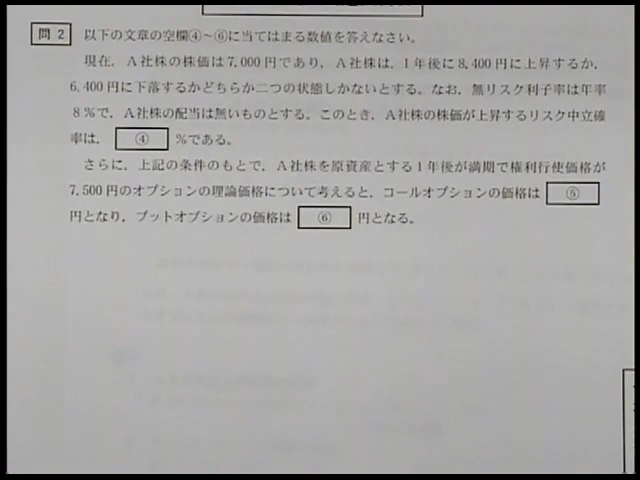 問2 以下の文章の空欄④～⑥に当てはまる数値を答えなさい。
現在，A社株の株価は7,000円であり，A社株は，1年後に8,400円に上昇するか，
6,400円に下落するかどちらか二つの状態しかないとする。なお，無リスク利子率は年率
8％で，A社株の配当は無いものとする。このとき，A社株の株価が上昇するリスク中立確
率は，④％である。
さらに，上記の条件のもとで，A社株を原資産とする1年後が満期で権利行使価格が
7,500円のオプションの理論価格について考えると，コールオプションの価格は⑤
円となり，プットオプションの価格は⑥円となる。